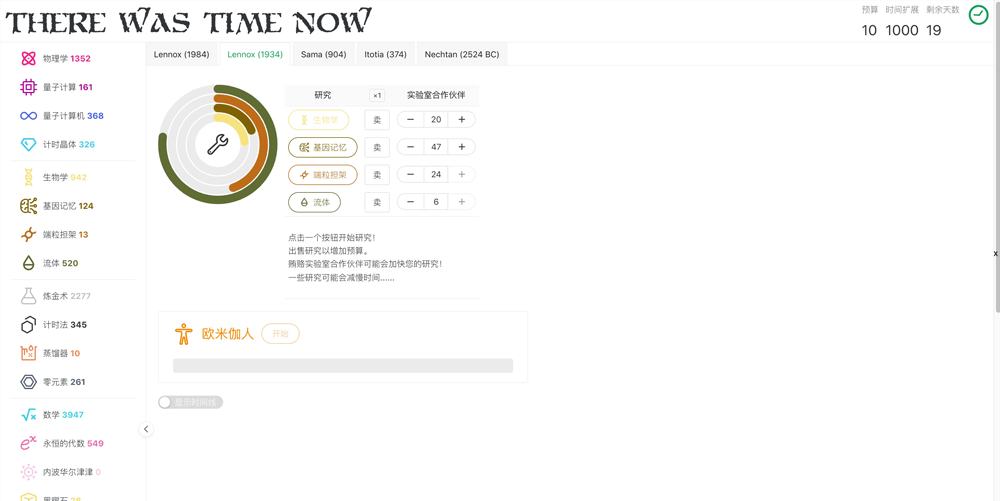 THERE WAS TIME NOW
预算 时间扩展 剩余天数
10 1000 19
物理学 1352
量子计算 161
量子计算机 368
计时晶体 326
生物学 942
基因记忆 124
端粒担架 13
流体 520
炼金术 2277
计时法 345
蒸馏器 10
零元素 261
数学 3947
永恒的代数 549
内波华尔津津 0
Lennox (1984) Lennox (1934) Sama (904) Itotia (374) Nechtan (2524 BC)
研究 ×1 实验室合作伙伴
生物学 卖 − 20 +
基因记忆 卖 − 47 +
端粒担架 卖 − 24 +
流体 卖 − 6 +
点击一个按钮开始研究!
出售研究以增加预算。
贿赂实验室合作伙伴可能会加快您的研究!
一些研究可能会减慢时间......
欧米伽人 开始
显示时间线
x